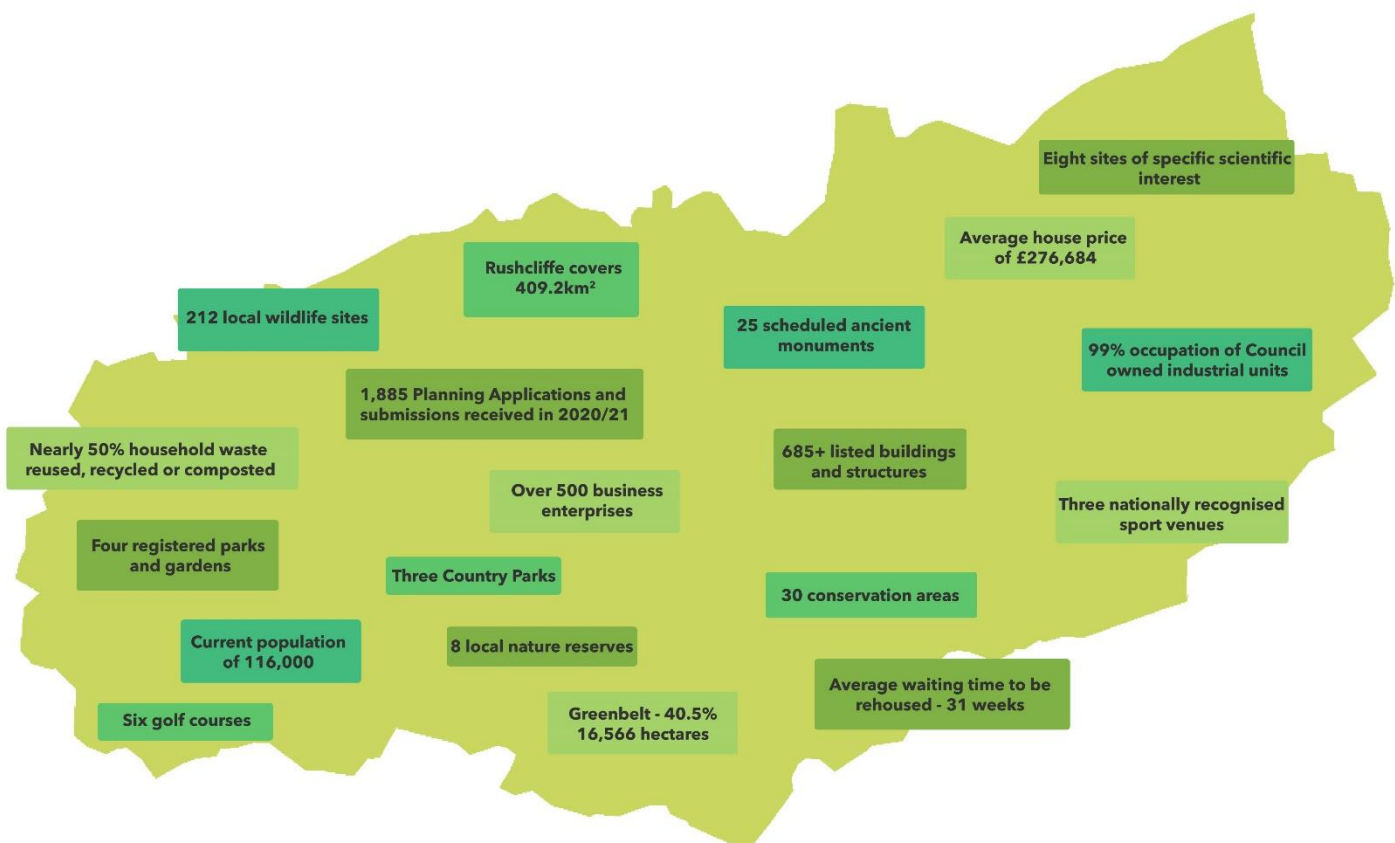 Eight sites of specific scientific
interest
Average house price
of £276,684
Rushcliffe covers
409.2km²
212 local wildlife sites
25 scheduled ancient
monuments
99% occupation of Council
owned industrial units
1,885 Planning Applications and
submissions received in 2020/21
Nearly 50% household waste
reused, recycled or composted
685+ listed buildings
and structures
Over 500 business
enterprises
Three nationally recognised
sport venues
Four registered parks
and gardens
Three Country Parks
30 conservation areas
Current population
of 116,000
8 local nature reserves
Average waiting time to be
rehoused - 31 weeks
Six golf courses
Greenbelt - 40.5%
16,566 hectares